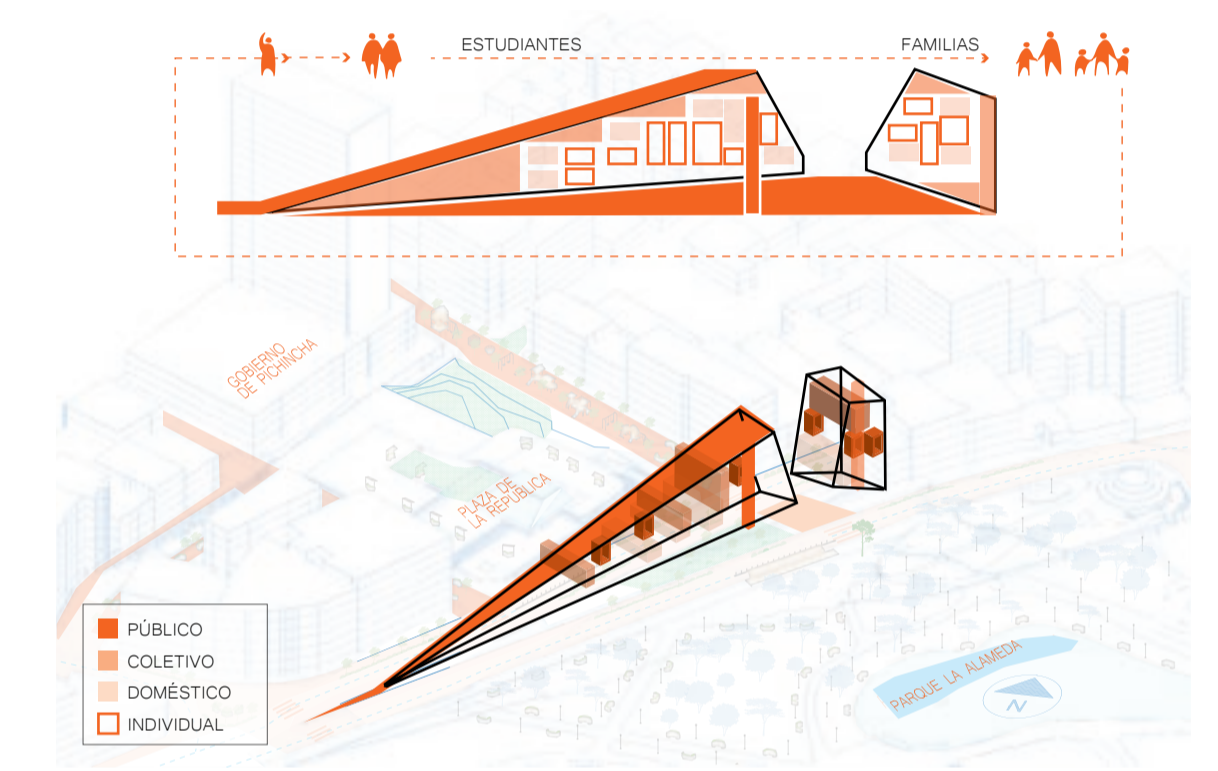 ESTUDIANTES
FAMILIAS
GOBIERNO
DE PICHINCHA
PLAZA DE
LA REPÚBLICA
PÚBLICO
COLETIVO
DOMÉSTICO
INDIVIDUAL
PARQUE LA ALAMEDA
N